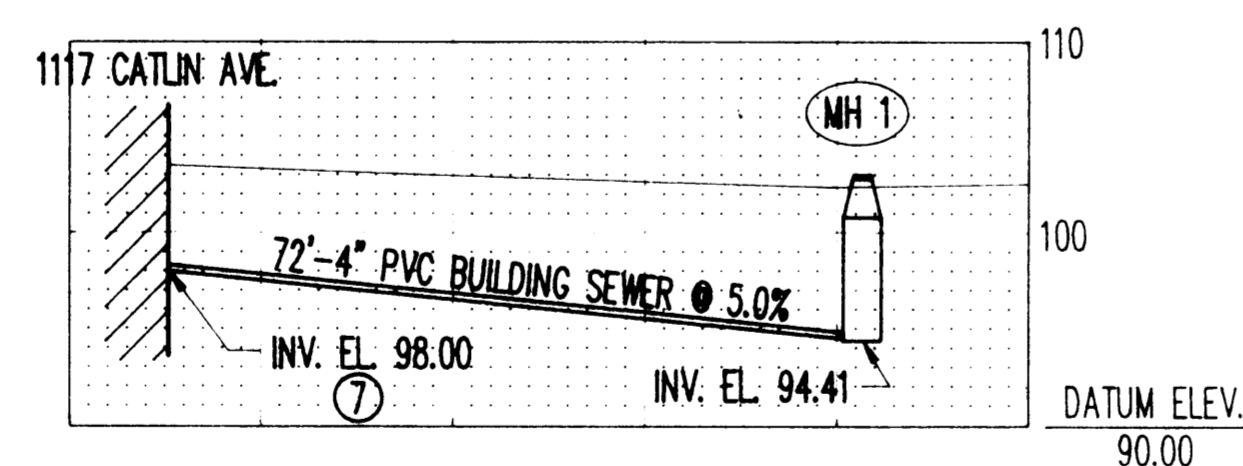 110
1117 CATLIN AVE.
MH 1
100
72'-4" PVC BUILDING SEWER @ 5.0%
INV. EL. 98.00
7
INV. EL. 94.41
DATUM ELEV.
90.00